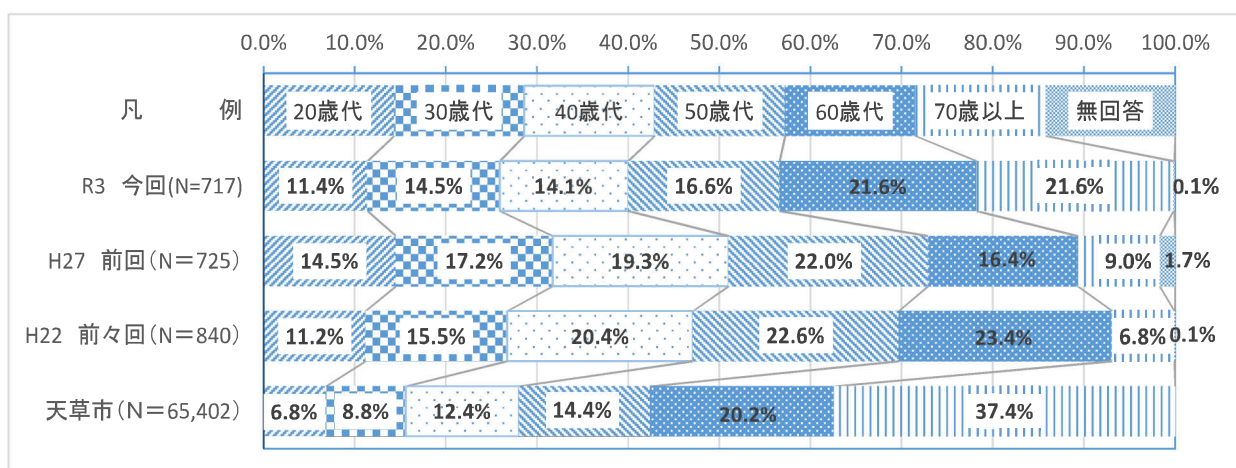 0.0% 10.0% 20.0% 30.0% 40.0% 50.0% 60.0% 70.0% 80.0% 90.0% 100.0%
凡 例 20歳代 30歳代 40歳代 50歳代 60歳代 70歳以上 無回答
R3 今回(N=717) 11.4% 14.5% 14.1% 16.6% 21.6% 21.6% 0.1%
H27 前回(N=725) 14.5% 17.2% 19.3% 22.0% 16.4% 9.0% 1.7%
H22 前々回(N=840) 11.2% 15.5% 20.4% 22.6% 23.4% 6.8% 0.1%
天草市(N=65,402) 6.8% 8.8% 12.4% 14.4% 20.2% 37.4%